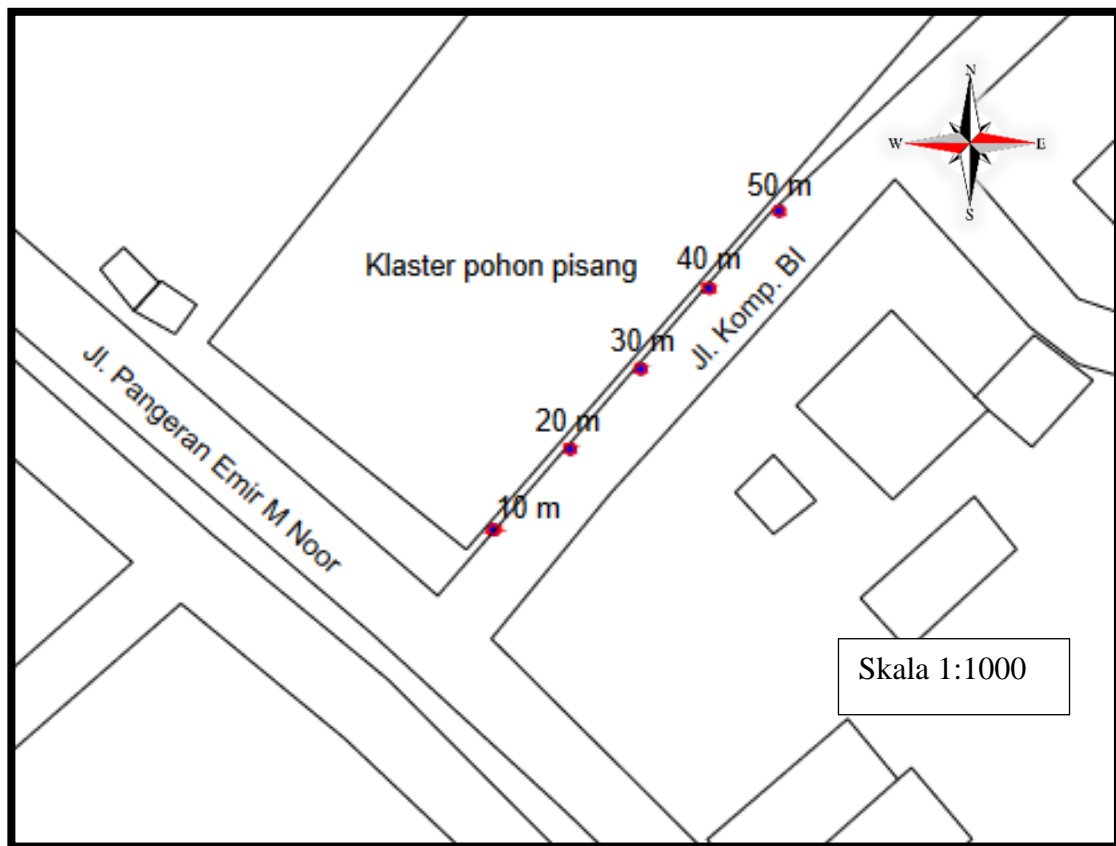 N
W E
S
50 m
Klaster pohon pisang
40 m
Jl. Komp. BI
30 m
Jl. Pangeran Emir M Noor
20 m
10 m
Skala 1:1000